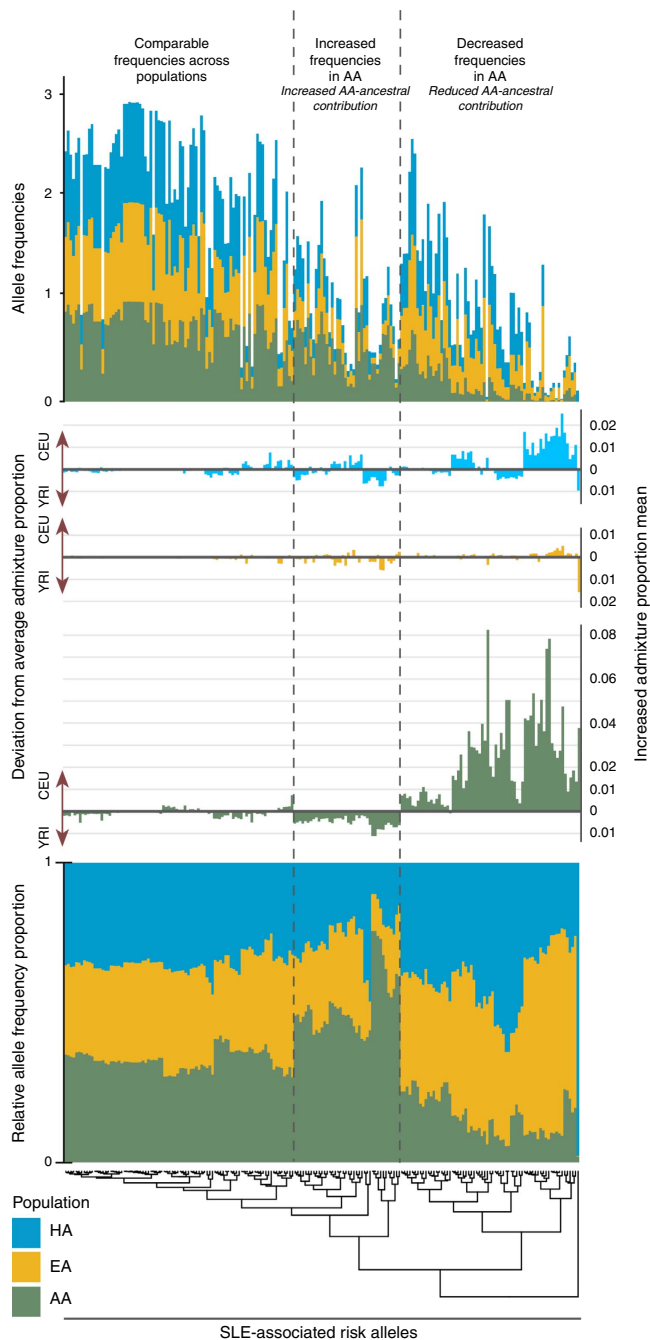 Comparable
frequencies across
populations
Increased
frequencies
in AA
Increased AA-ancestral
contribution
Decreased
frequencies
in AA
Reduced AA-ancestral
contribution
Allele frequencies
3
2
1
0
Deviation from average admixture proportion
CEU
YRI
0.02
0.01
0
0.01
CEU
YRI
0.01
0
0.01
0.02
CEU
YRI
0.08
0.06
0.04
0.02
0.01
0
0.01
Increased admixture proportion mean
Relative allele frequency proportion
1
0
Population
HA
EA
AA
SLE-associated risk alleles